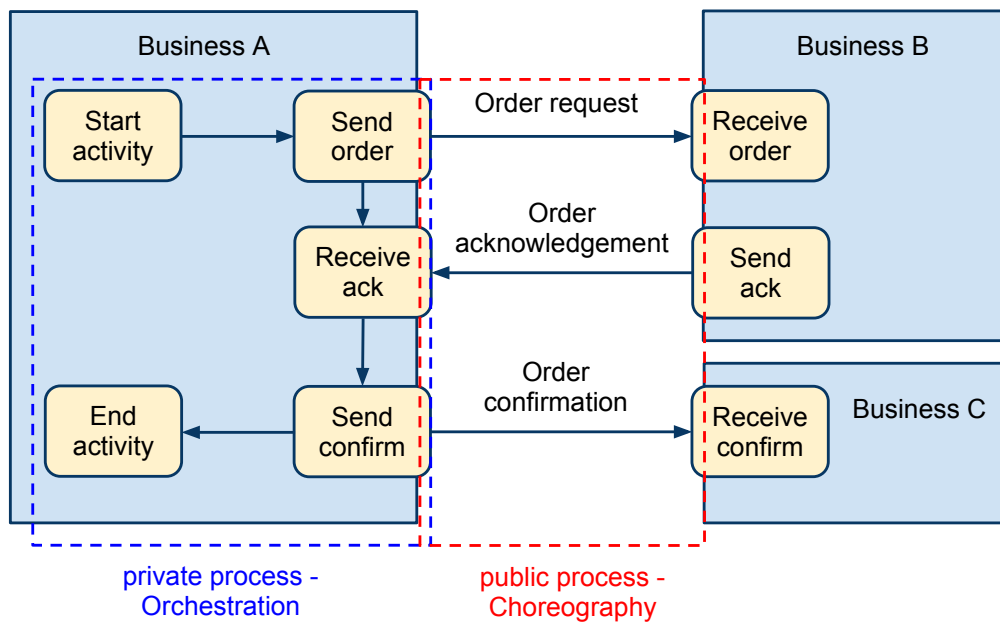 Business A
Business B
Start
activity
Send
order
Order request
Receive
order
Receive
ack
Order
acknowledgement
Send
ack
End
activity
Send
confirm
Order
confirmation
Receive
confirm
Business C
private process -
Orchestration
public process -
Choreography